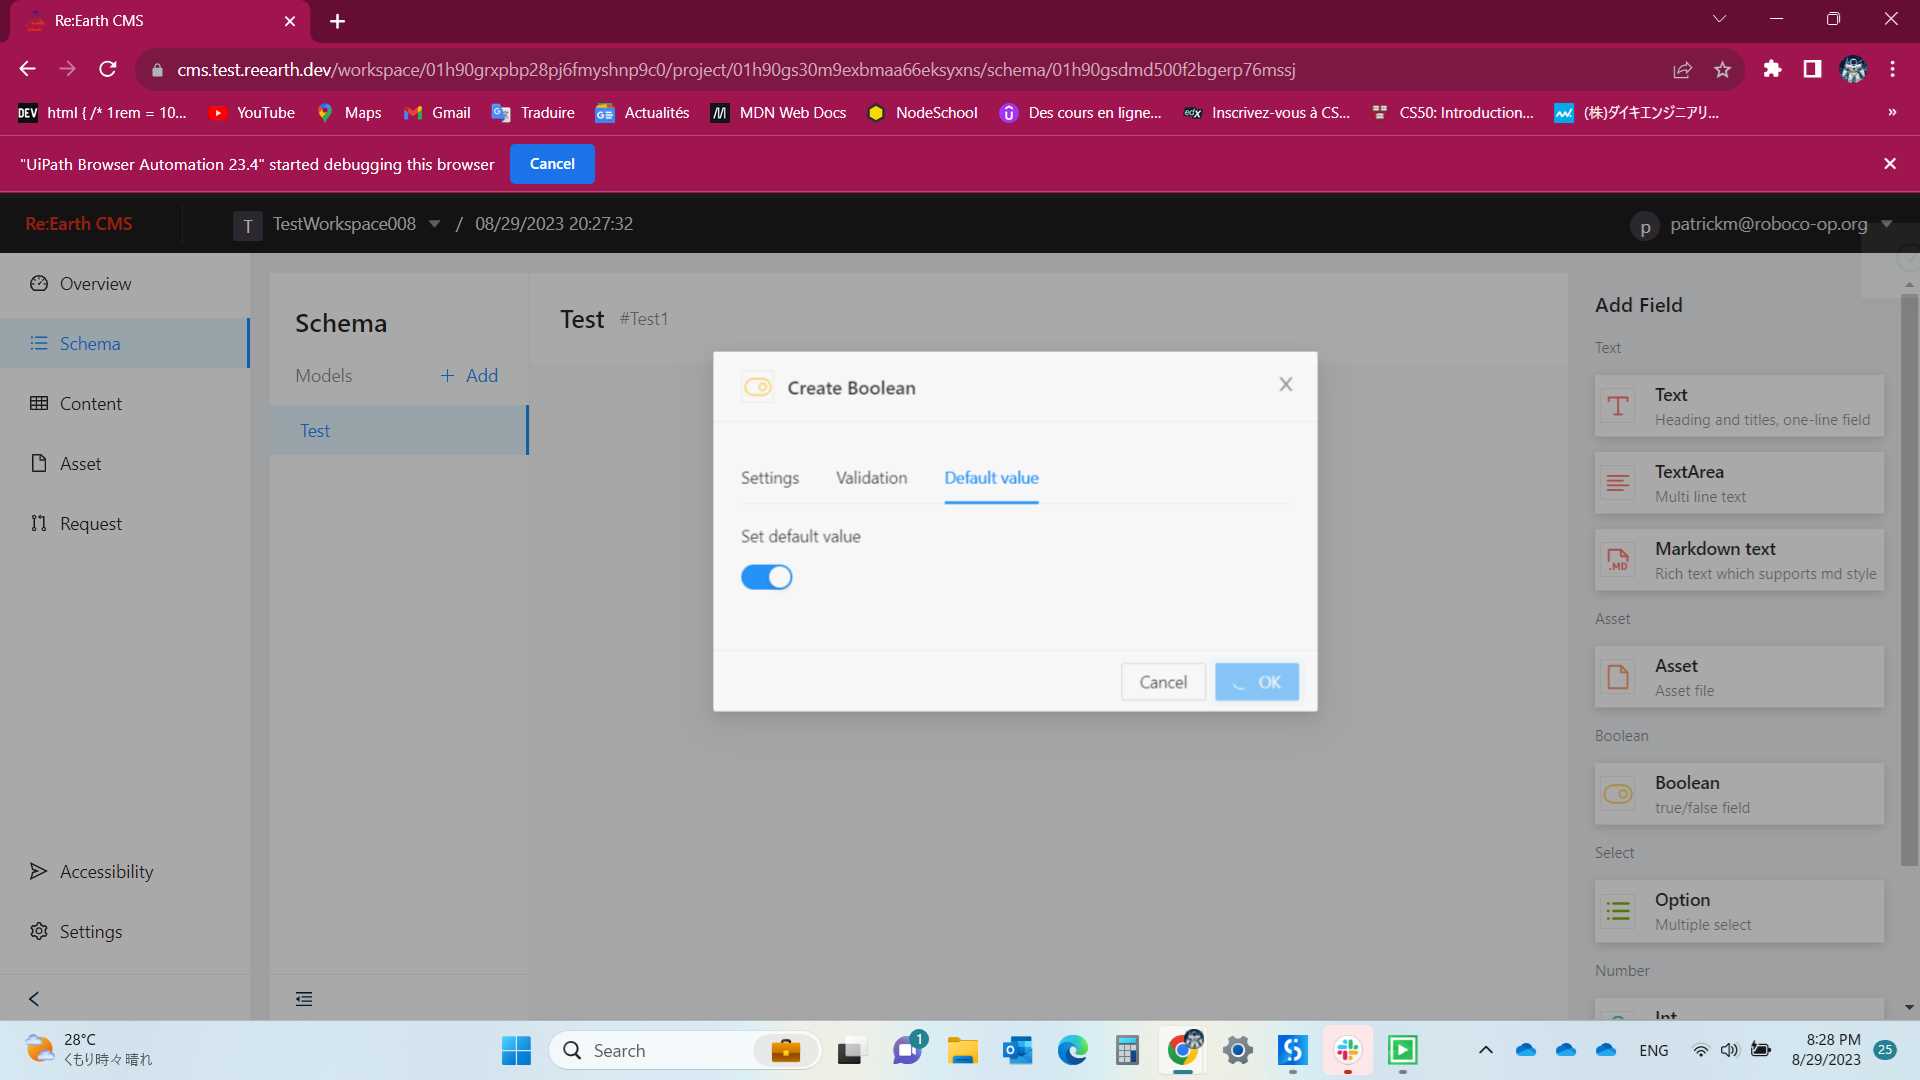 Re:Earth CMS
cms.test.reearth.dev/workspace/01h90grxpbp28pj6fmyshnp9c0/project/01h90gs30m9exbmaa66eksyxns/schema/01h90gsdmd500f2bgerp76mssj
DEV html { /* 1rem = 10... YouTube Maps Gmail Traduire Actualités MDN Web Docs NodeSchool Des cours en ligne... edX Inscrivez-vous à CS... CS50: Introduction... (株)ダイキエンジニアリ... »
"UiPath Browser Automation 23.4" started debugging this browser Cancel
Re:Earth CMS T TestWorkspace008 / 08/29/2023 20:27:32 p patrickm@roboco-op.org
Overview
Schema
Content
Asset
Request
Accessibility
Settings
Schema
Models + Add
Test
Test #Test1
Create Boolean
Settings Validation Default value
Set default value
Cancel OK
Add Field
Text
Text
Heading and titles, one-line field
TextArea
Multi line text
.MD
Markdown text
Rich text which supports md style
Asset
Asset
Asset file
Boolean
Boolean
true/false field
Select
Option
Multiple select
Number
Int
28°C
くもり時々晴れ
Search
1
ENG
8:28 PM
8/29/2023
25